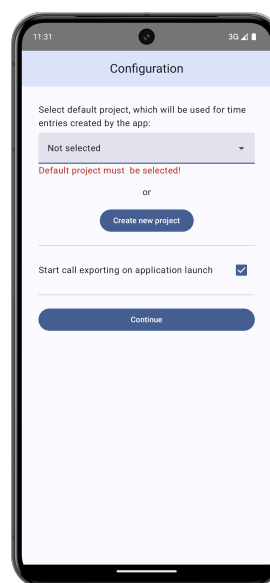 11:31
3G
Configuration
Select default project, which will be used for time
entries created by the app:
Not selected
Default project must  be selected!
or
Create new project
Start call exporting on application launch
Continue